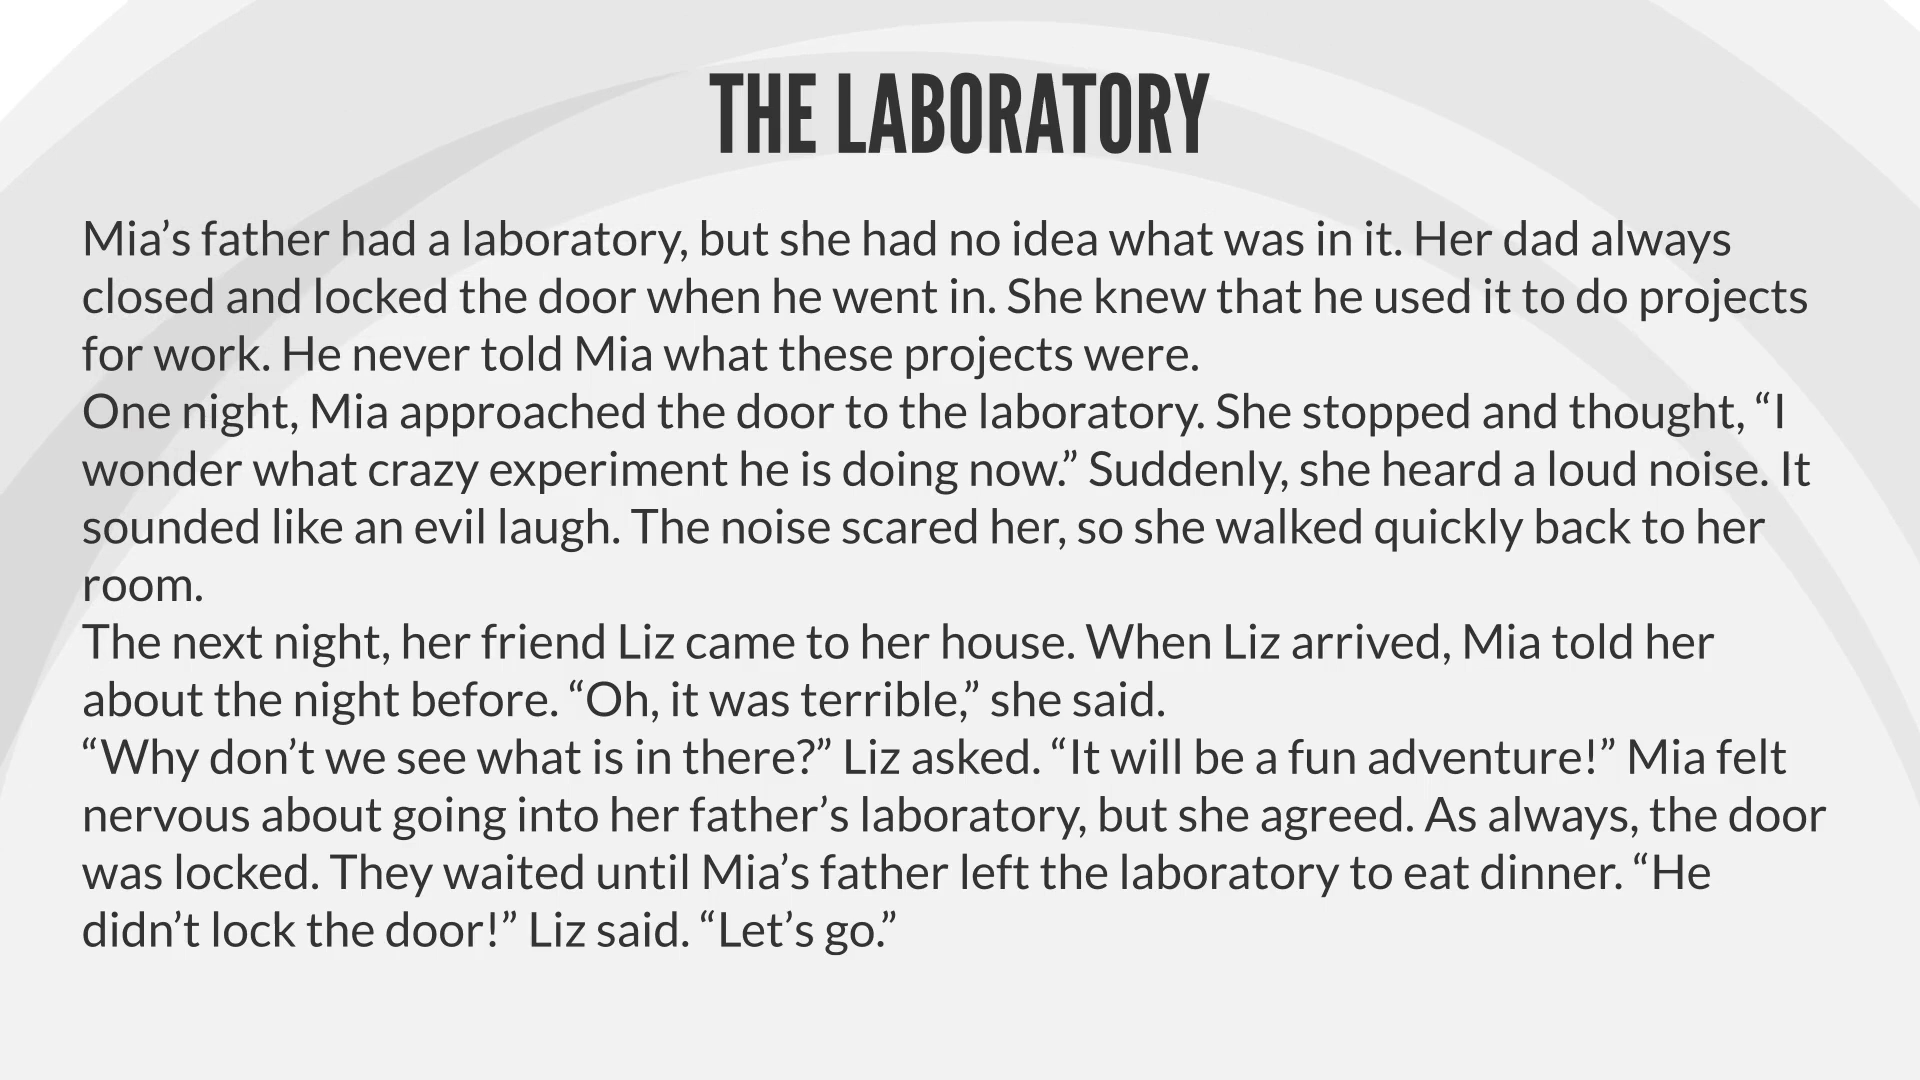 THE LABORATORY
Mia’s father had a laboratory, but she had no idea what was in it. Her dad always
closed and locked the door when he went in. She knew that he used it to do projects
for work. He never told Mia what these projects were.
One night, Mia approached the door to the laboratory. She stopped and thought, “I
wonder what crazy experiment he is doing now.” Suddenly, she heard a loud noise. It
sounded like an evil laugh. The noise scared her, so she walked quickly back to her
room.
The next night, her friend Liz came to her house. When Liz arrived, Mia told her
about the night before. “Oh, it was terrible,” she said.
“Why don’t we see what is in there?” Liz asked. “It will be a fun adventure!” Mia felt
nervous about going into her father’s laboratory, but she agreed. As always, the door
was locked. They waited until Mia’s father left the laboratory to eat dinner. “He
didn’t lock the door!” Liz said. “Let’s go.”